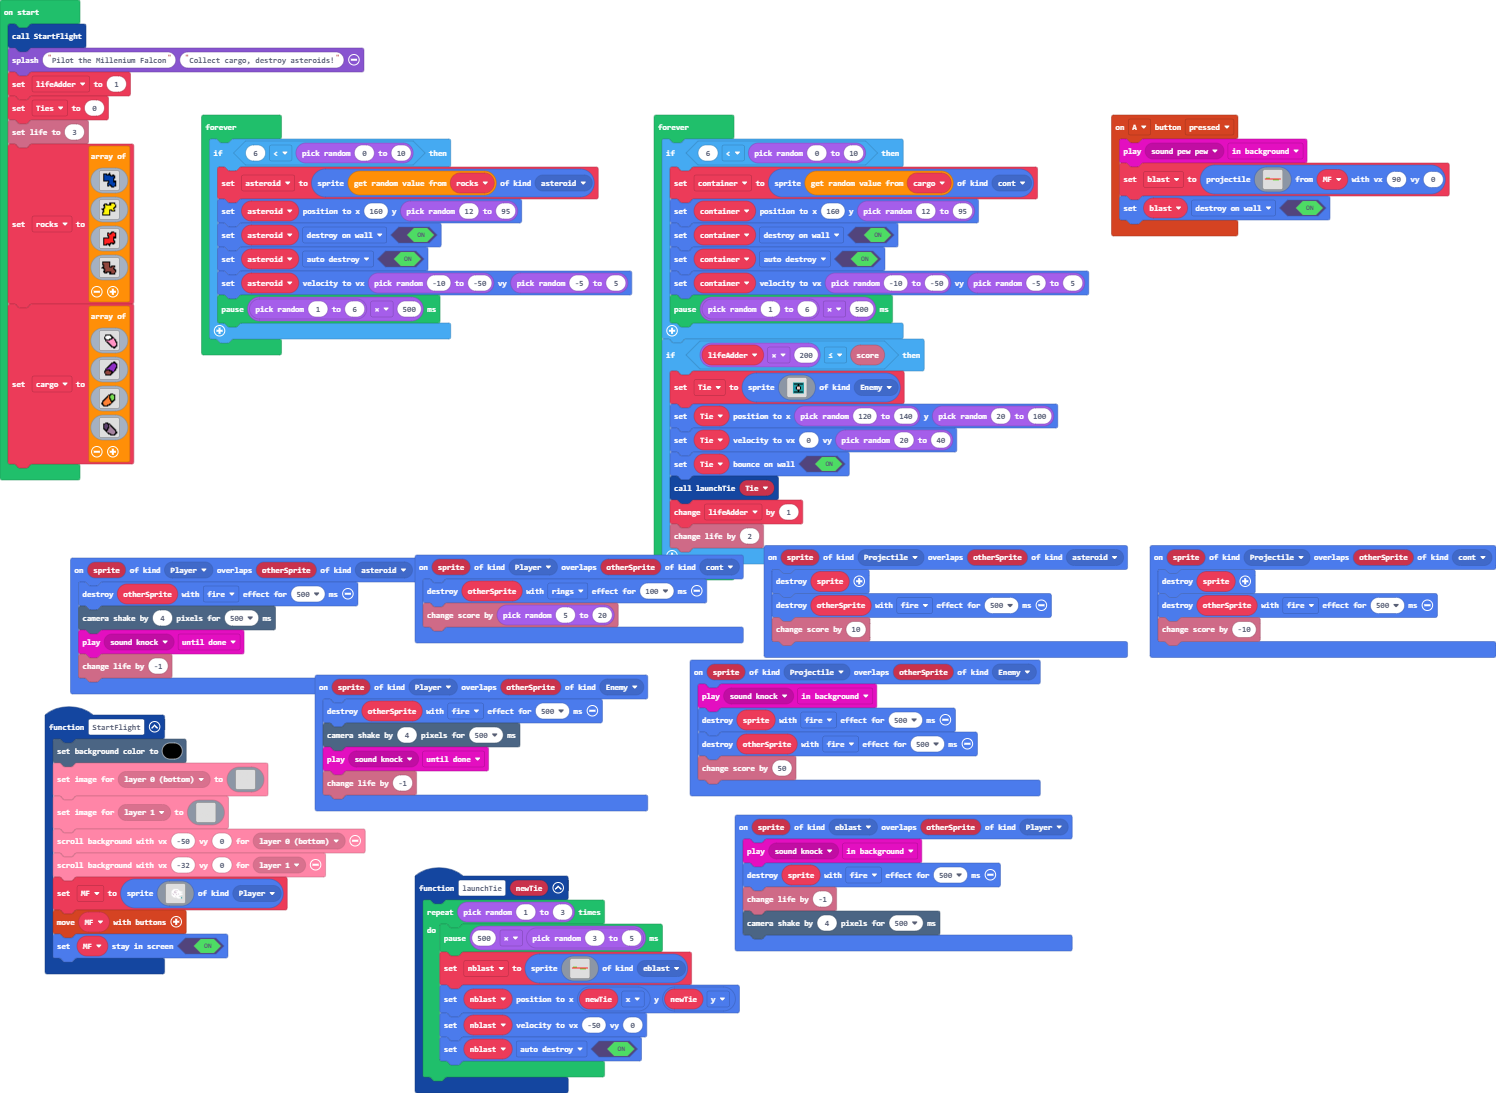 on start
call StartFlight
splash "Pilot the Millenium Falcon" "Collect cargo, destroy asteroids!"
set lifeAdder to 1
set Ties to 0
set life to 3
set rocks to array of
set cargo to array of
forever
if 6 < pick random 0 to 10 then
set asteroid to sprite get random value from rocks of kind asteroid
set asteroid position to x 160 y pick random 12 to 95
set asteroid destroy on wall ON
set asteroid auto destroy ON
set asteroid velocity to vx pick random -10 to -50 vy pick random -5 to 5
pause pick random 1 to 6 × 500 ms
forever
if 6 < pick random 0 to 10 then
set container to sprite get random value from cargo of kind cont
set container position to x 160 y pick random 12 to 95
set container destroy on wall ON
set container auto destroy ON
set container velocity to vx pick random -10 to -50 vy pick random -5 to 5
pause pick random 1 to 6 × 500 ms
if lifeAdder × 200 ≤ score then
set Tie to sprite of kind Enemy
set Tie position to x pick random 120 to 140 y pick random 20 to 100
set Tie velocity to vx 0 vy pick random 20 to 40
set Tie bounce on wall ON
call launchTie Tie
change lifeAdder by 1
change life by 2
on A button pressed
play sound pew pew in background
set blast to projectile from MF with vx 90 vy 0
set blast destroy on wall ON
on sprite of kind Player overlaps otherSprite of kind asteroid
destroy otherSprite with fire effect for 500 ms
camera shake by 4 pixels for 500 ms
play sound knock until done
change life by -1
on sprite of kind Player overlaps otherSprite of kind cont
destroy otherSprite with rings effect for 100 ms
change score by pick random 5 to 20
on sprite of kind Projectile overlaps otherSprite of kind asteroid
destroy sprite
destroy otherSprite with fire effect for 500 ms
change score by 10
on sprite of kind Projectile overlaps otherSprite of kind cont
destroy sprite
destroy otherSprite with fire effect for 500 ms
change score by -10
on sprite of kind Player overlaps otherSprite of kind Enemy
destroy otherSprite with fire effect for 500 ms
camera shake by 4 pixels for 500 ms
play sound knock until done
change life by -1
on sprite of kind Projectile overlaps otherSprite of kind Enemy
play sound knock in background
destroy sprite with fire effect for 500 ms
destroy otherSprite with fire effect for 500 ms
change score by 50
function StartFlight
set background color to
set image for layer 0 (bottom) to
set image for layer 1 to
scroll background with vx -50 vy 0 for layer 0 (bottom)
scroll background with vx -32 vy 0 for layer 1
set MF to sprite of kind Player
move MF with buttons
set MF stay in screen ON
on sprite of kind eblast overlaps otherSprite of kind Player
play sound knock in background
destroy sprite with fire effect for 500 ms
change life by -1
camera shake by 4 pixels for 500 ms
function launchTie newTie
repeat pick random 1 to 3 times
do
pause 500 × pick random 3 to 5 ms
set nblast to sprite of kind eblast
set nblast position to x newTie x y newTie y
set nblast velocity to vx -50 vy 0
set nblast auto destroy ON